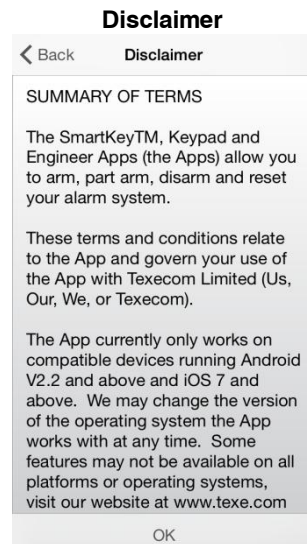 Disclaimer
Back
Disclaimer
SUMMARY OF TERMS
The SmartKeyTM, Keypad and
Engineer Apps (the Apps) allow you
to arm, part arm, disarm and reset
your alarm system.
These terms and conditions relate
to the App and govern your use of
the App with Texecom Limited (Us,
Our, We, or Texecom).
The App currently only works on
compatible devices running Android
V2.2 and above and iOS 7 and
above.  We may change the version
of the operating system the App
works with at any time.  Some
features may not be available on all
platforms or operating systems,
visit our website at www.texe.com
OK